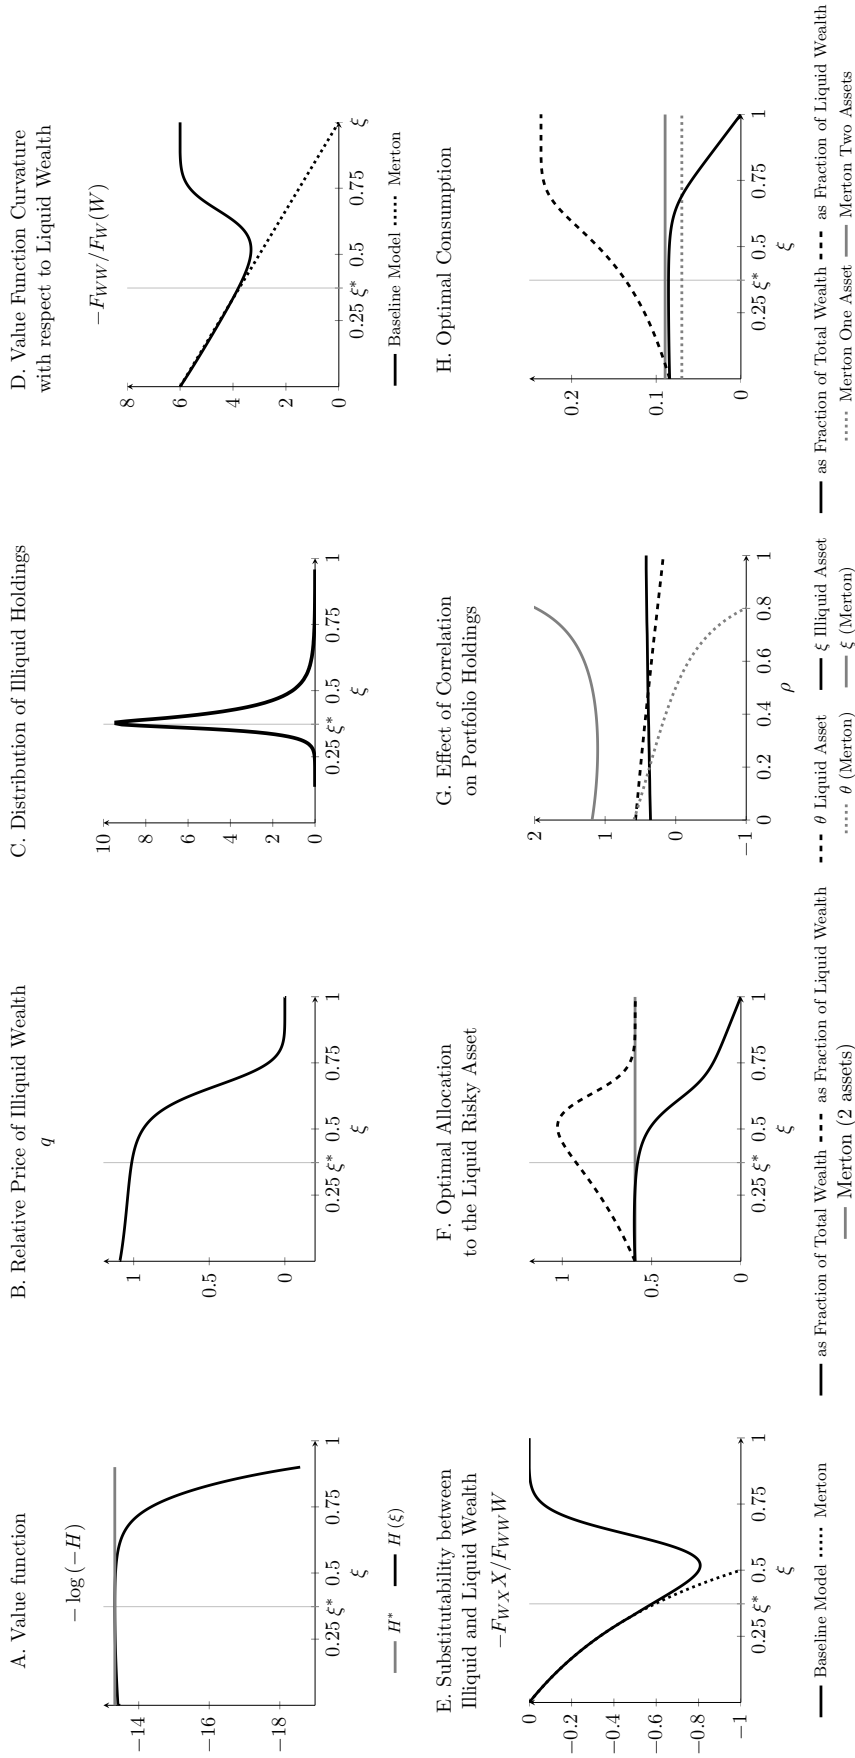 A. Value function
− log (−H)
−14
−16
−18
0.25 ξ* 0.5 0.75 1
ξ
H* H(ξ)
B. Relative Price of Illiquid Wealth
q
1
0.5
0
0.25 ξ* 0.5 0.75 1
ξ
C. Distribution of Illiquid Holdings
10
8
6
4
2
0
0.25 ξ* 0.5 0.75 1
ξ
D. Value Function Curvature
with respect to Liquid Wealth
−F_WW/F_W(W)
8
6
4
2
0
0.25 ξ* 0.5 0.75 ξ
Baseline Model Merton
E. Substitutability between
Illiquid and Liquid Wealth
−F_WX X/F_WW W
0
−0.2
−0.4
−0.6
−0.8
−1
0.25 ξ* 0.5 0.75 1
ξ
Baseline Model Merton
F. Optimal Allocation
to the Liquid Risky Asset
1
0.5
0
0.25 ξ* 0.5 0.75 1
ξ
as Fraction of Total Wealth as Fraction of Liquid Wealth
Merton (2 assets)
G. Effect of Correlation
on Portfolio Holdings
2
1
0
−1
0 0.2 0.4 0.6 0.8 1
ρ
θ Liquid Asset ξ Illiquid Asset
θ (Merton) ξ (Merton)
H. Optimal Consumption
0.2
0.1
0
0.25 ξ* 0.5 0.75 1
ξ
as Fraction of Total Wealth as Fraction of Liquid Wealth
Merton One Asset Merton Two Assets